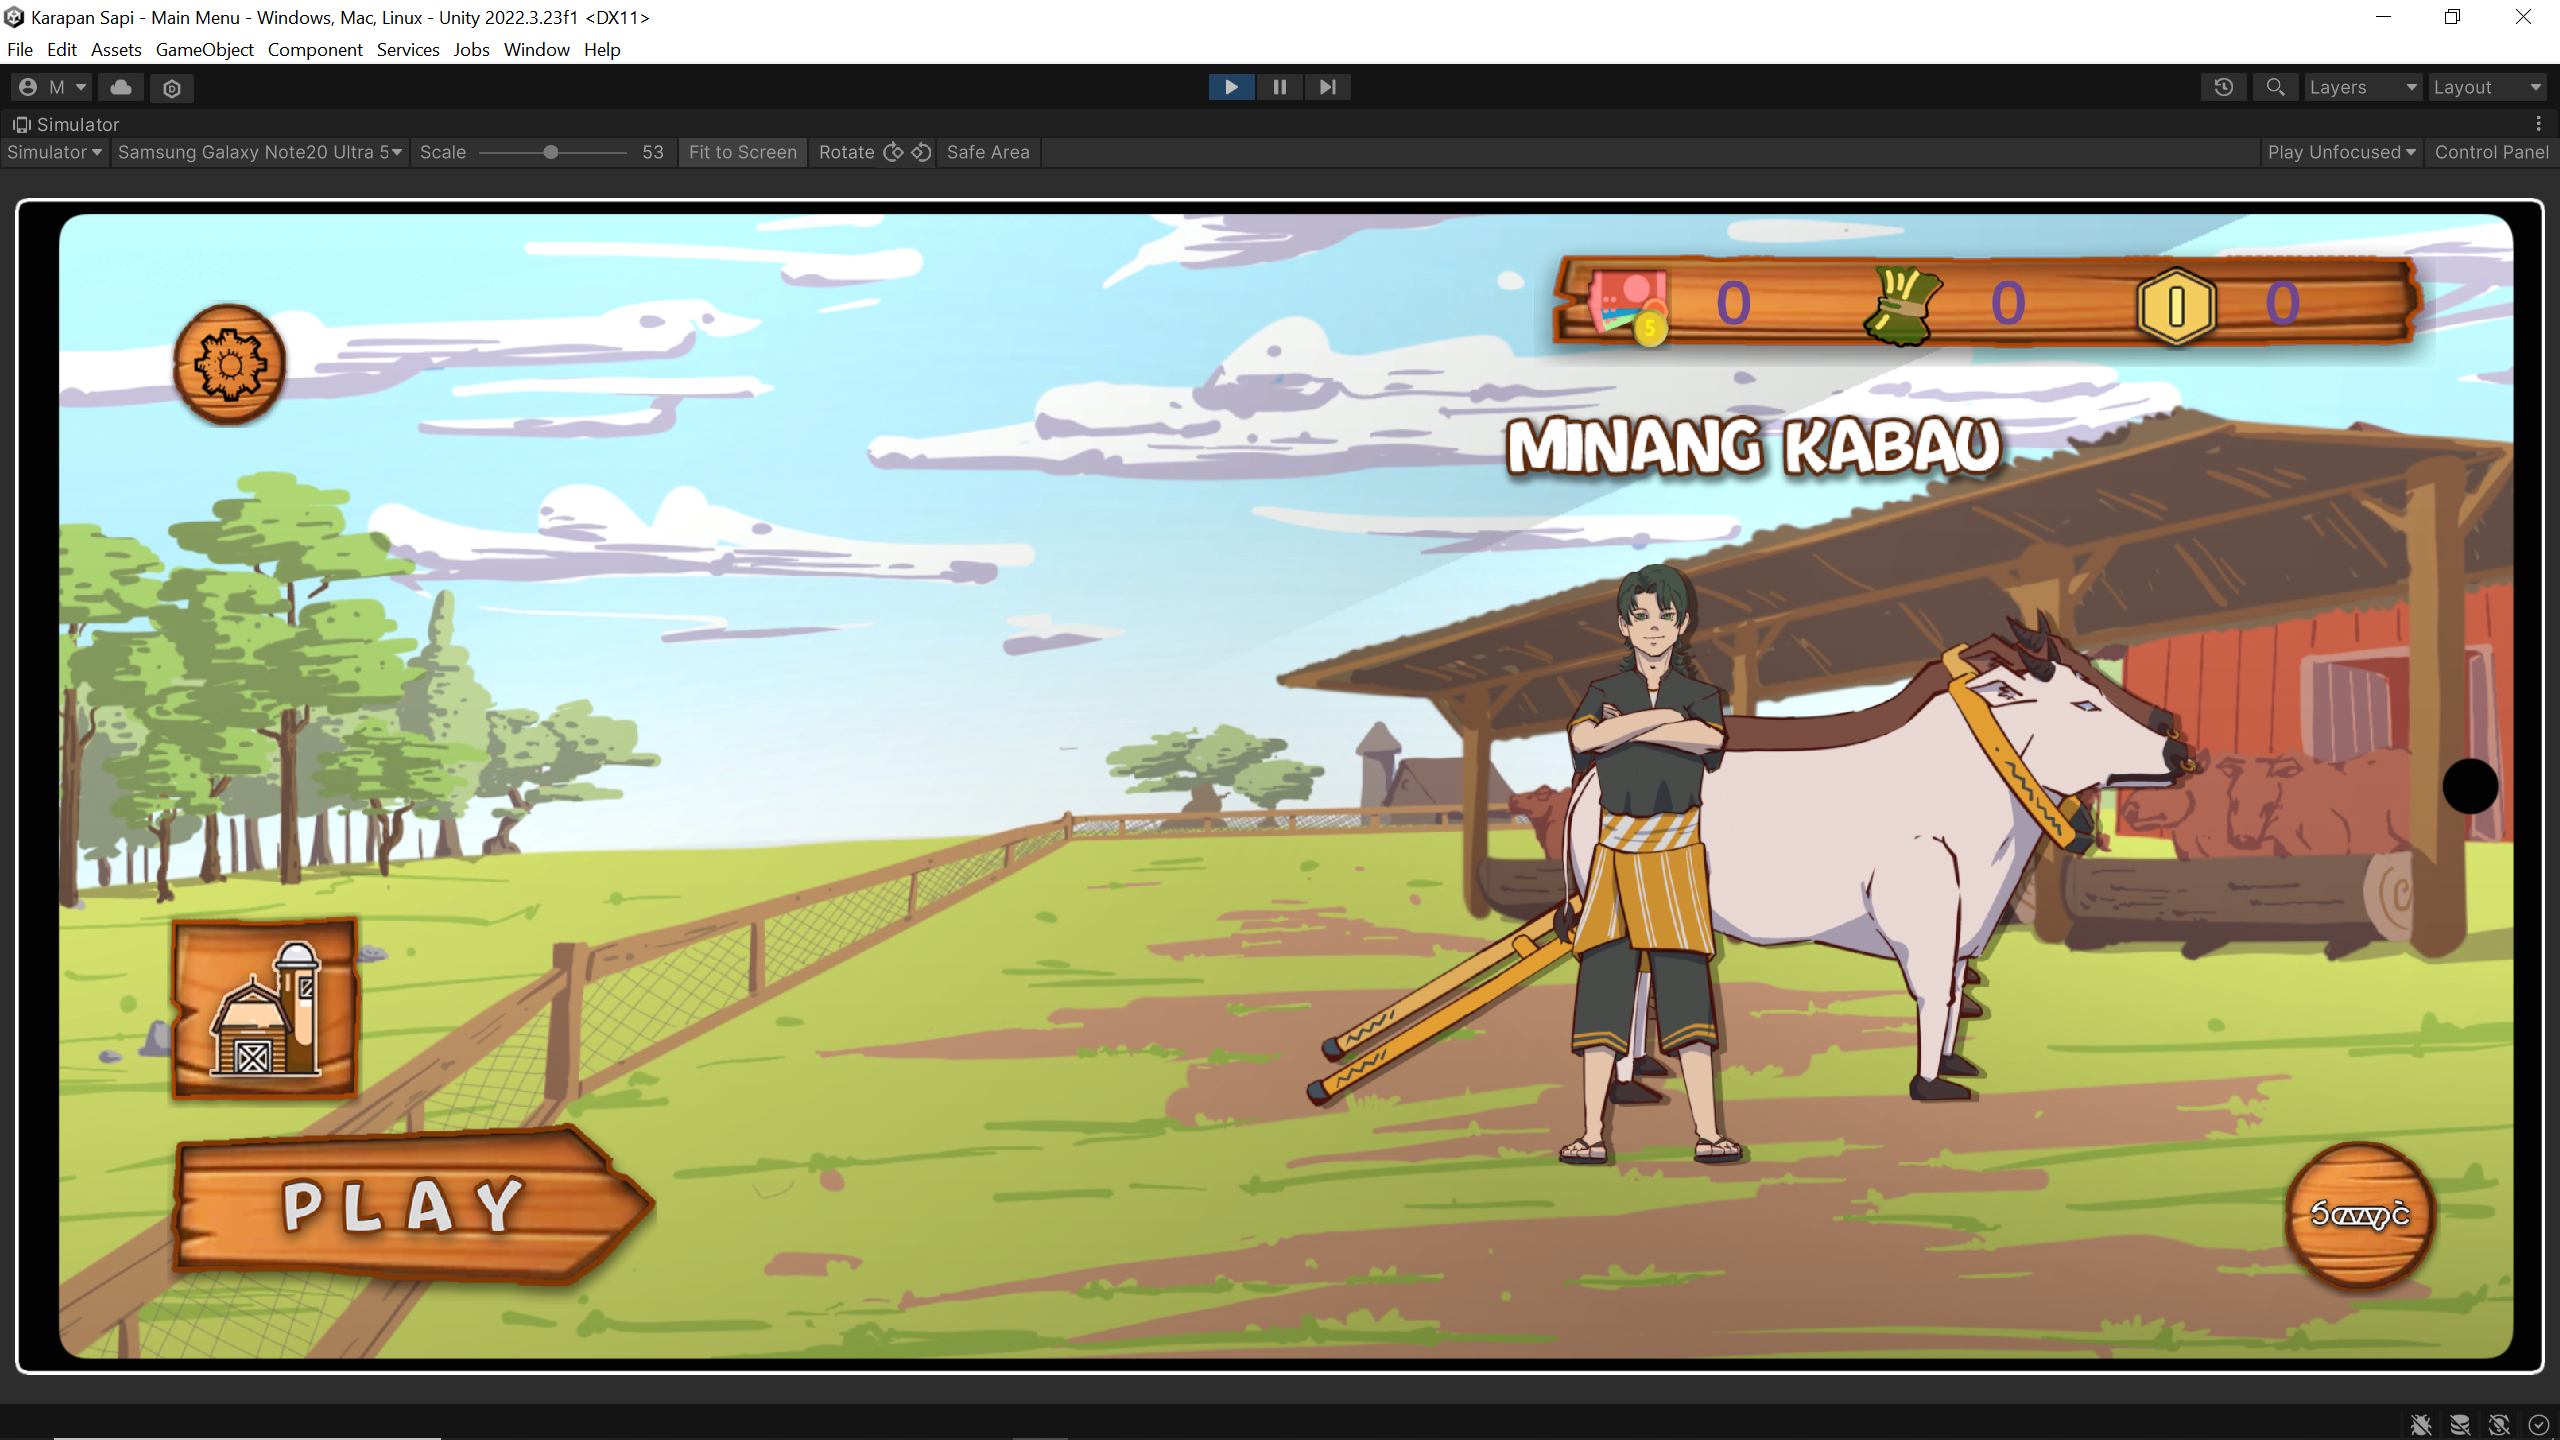 Karapan Sapi - Main Menu - Windows, Mac, Linux - Unity 2022.3.23f1 <DX11>
File Edit Assets GameObject Component Services Jobs Window Help
M Layers Layout
Simulator
Simulator Samsung Galaxy Note20 Ultra 5 Scale 53 Fit to Screen Rotate Safe Area Play Unfocused Control Panel
5 0 0 0
MINANG KABAU
PLAY